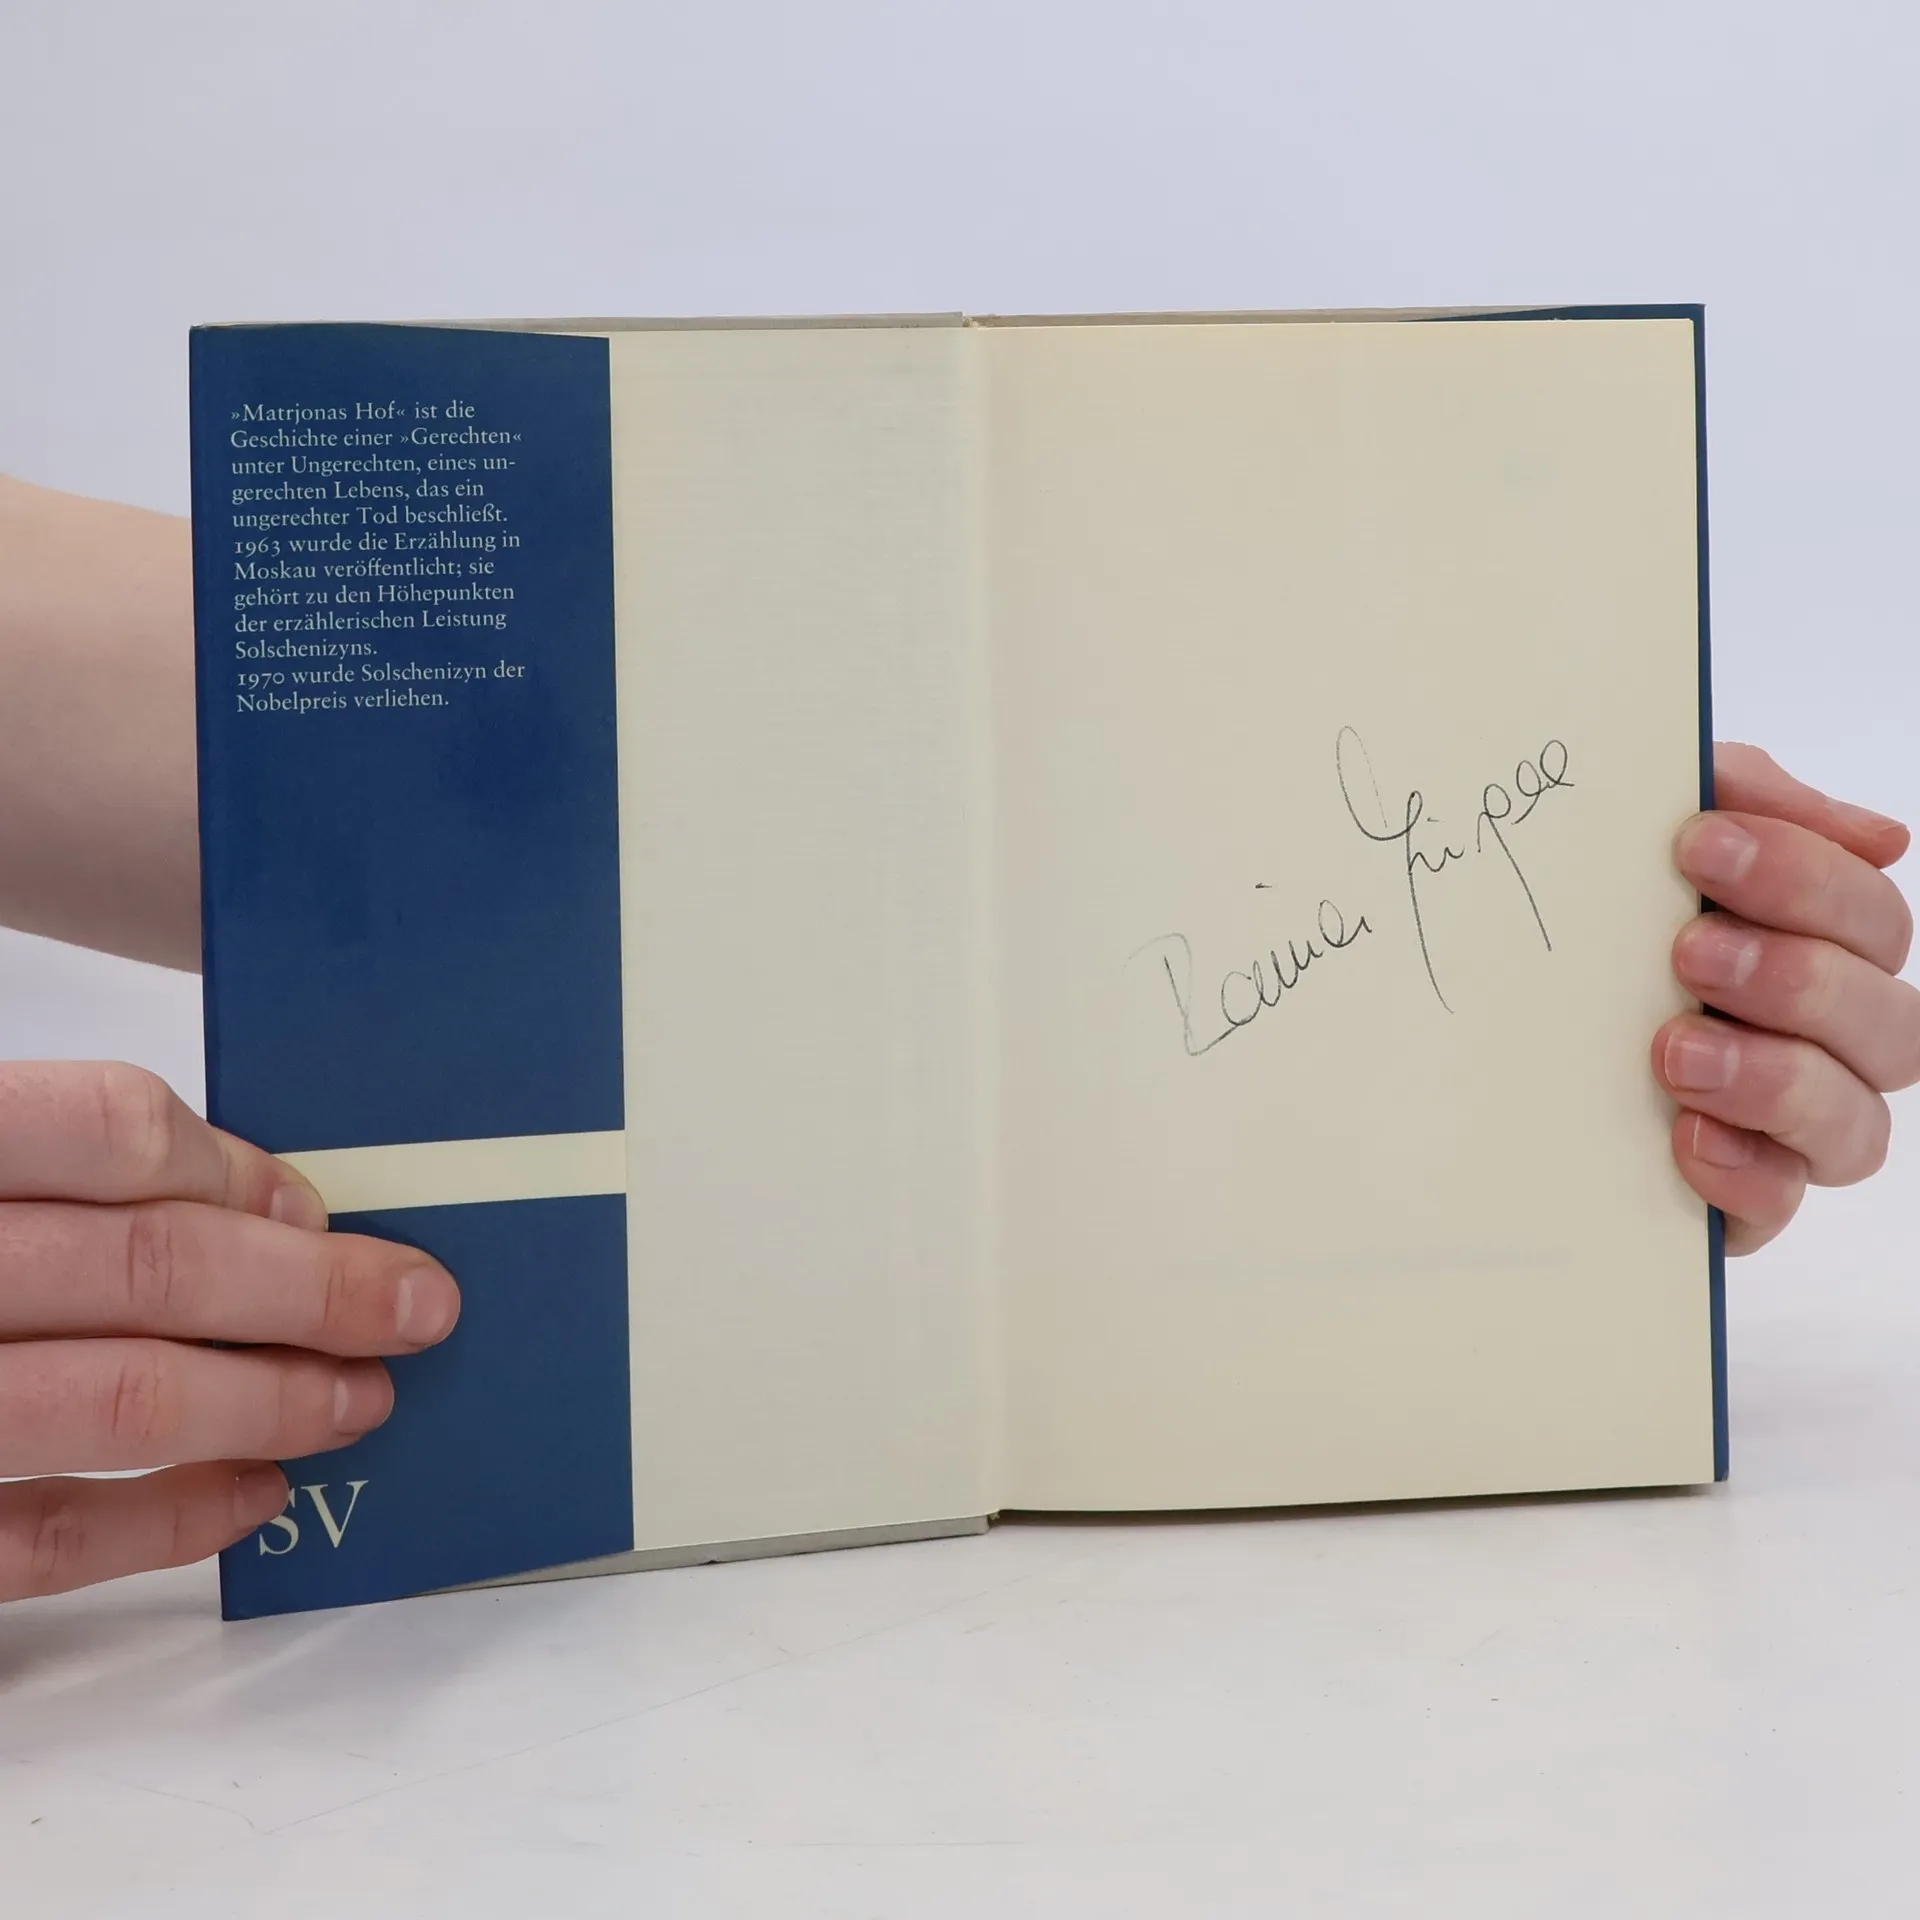 »Matrjonas Hof« ist die
Geschichte einer »Gerechten«
unter Ungerechten, eines un-
gerechten Lebens, das ein
ungerechter Tod beschließt.
1963 wurde die Erzählung in
Moskau veröffentlicht; sie
gehört zu den Höhepunkten
der erzählerischen Leistung
Solschenizyns.
1970 wurde Solschenizyn der
Nobelpreis verliehen.
SV